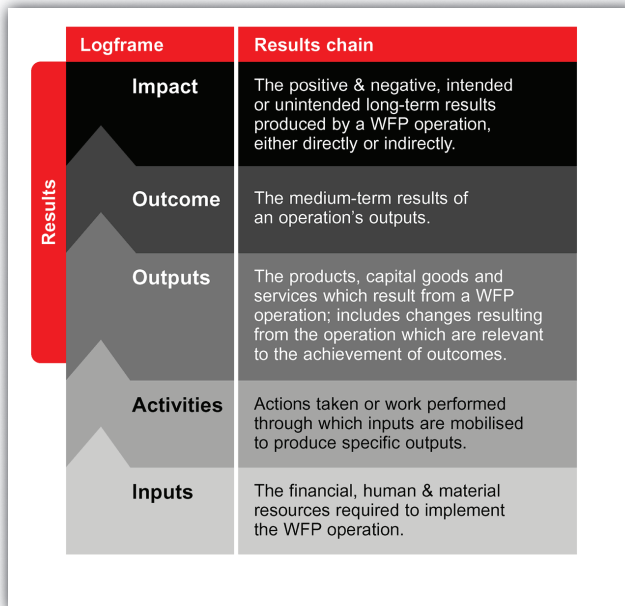 Logframe
Results chain
Results
Impact
The positive & negative, intended
or unintended long-term results
produced by a WFP operation,
either directly or indirectly.
Outcome
The medium-term results of
an operation's outputs.
Outputs
The products, capital goods and
services which result from a WFP
operation; includes changes resulting
from the operation which are relevant
to the achievement of outcomes.
Activities
Actions taken or work performed
through which inputs are mobilised
to produce specific outputs.
Inputs
The financial, human & material
resources required to implement
the WFP operation.